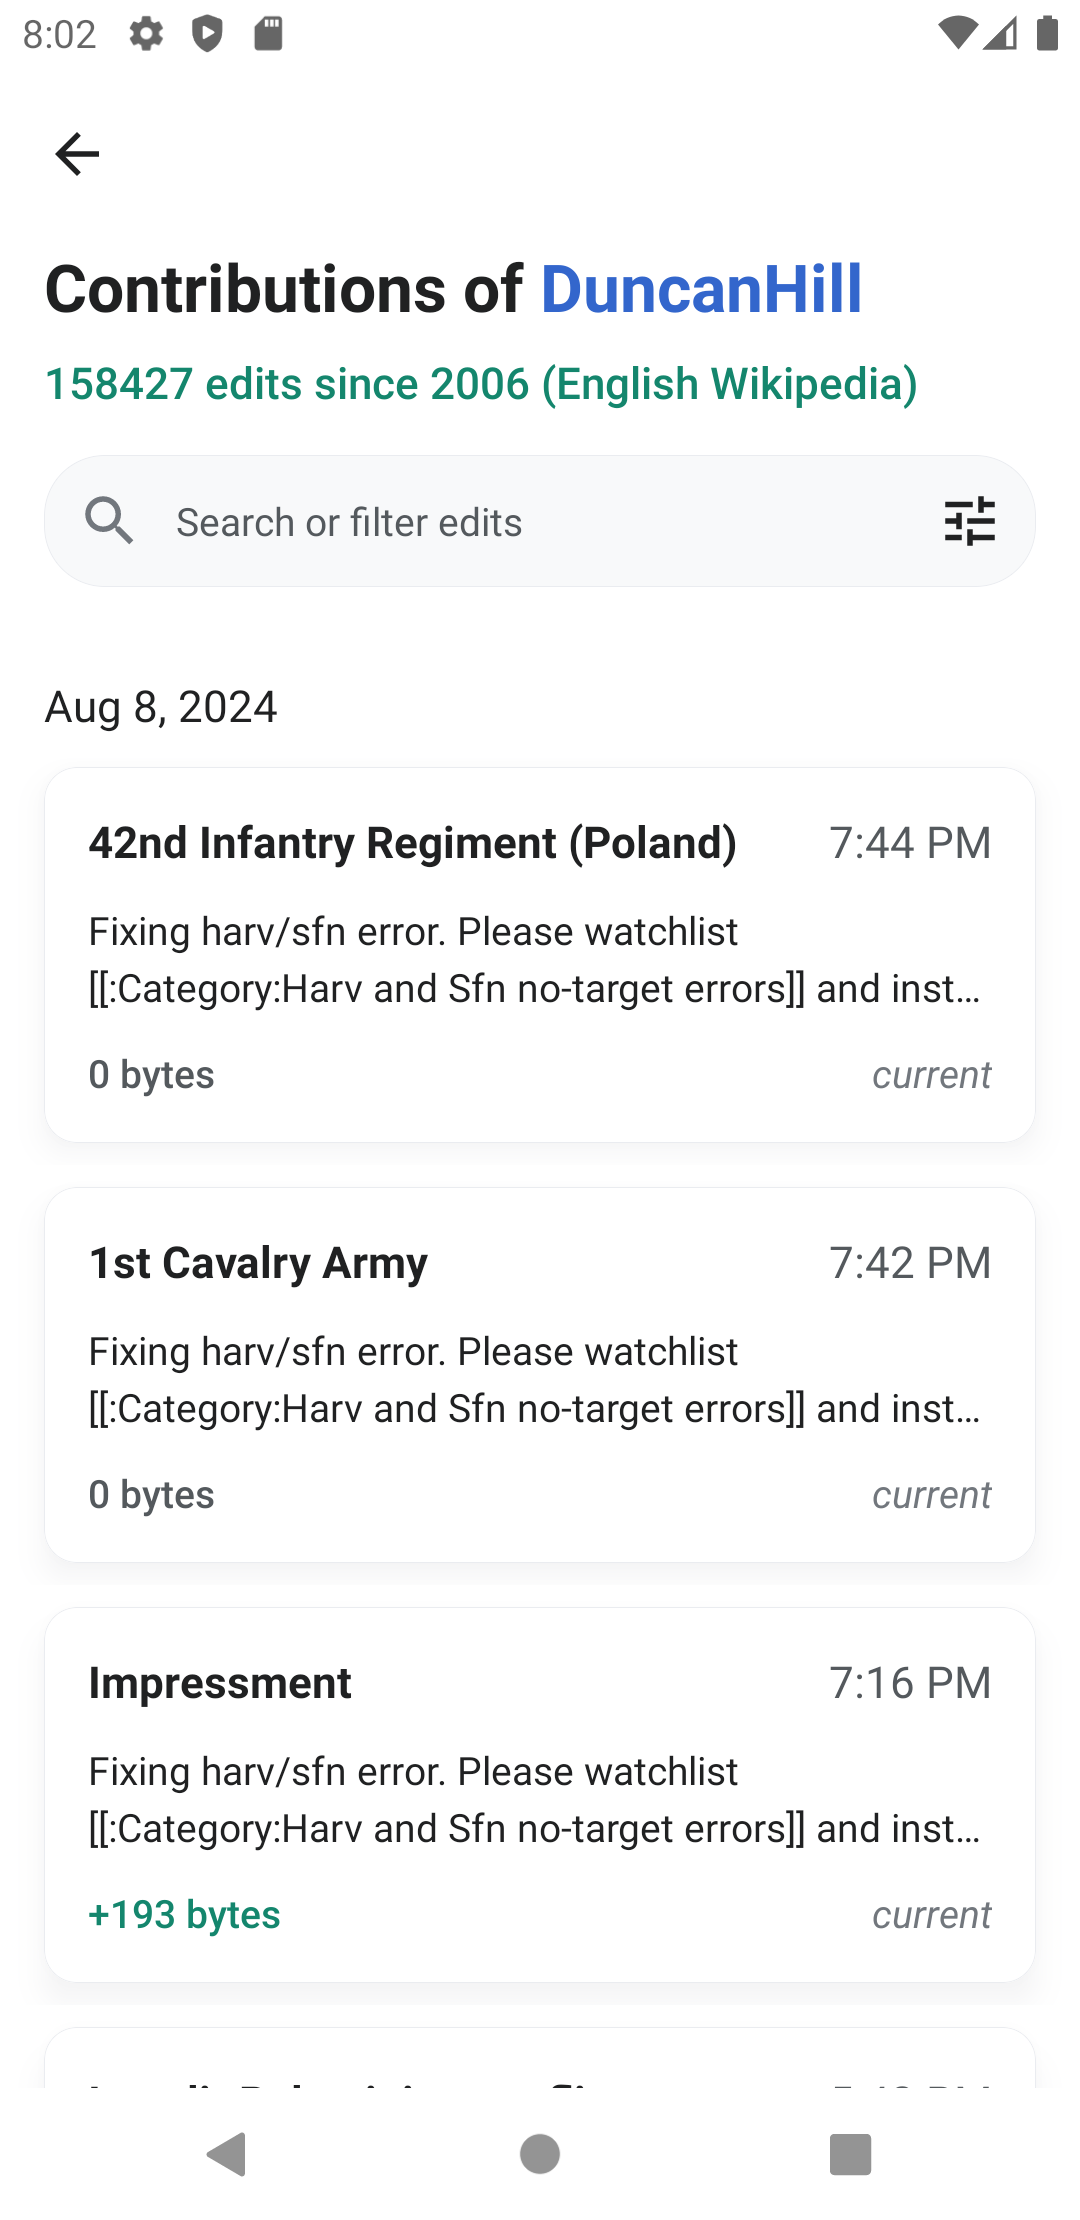 8:02
Contributions of DuncanHill
158427 edits since 2006 (English Wikipedia)
Search or filter edits
Aug 8, 2024
42nd Infantry Regiment (Poland) 7:44 PM
Fixing harv/sfn error. Please watchlist
[[:Category:Harv and Sfn no-target errors]] and inst…
0 bytes current
1st Cavalry Army 7:42 PM
Fixing harv/sfn error. Please watchlist
[[:Category:Harv and Sfn no-target errors]] and inst…
0 bytes current
Impressment 7:16 PM
Fixing harv/sfn error. Please watchlist
[[:Category:Harv and Sfn no-target errors]] and inst…
+193 bytes current